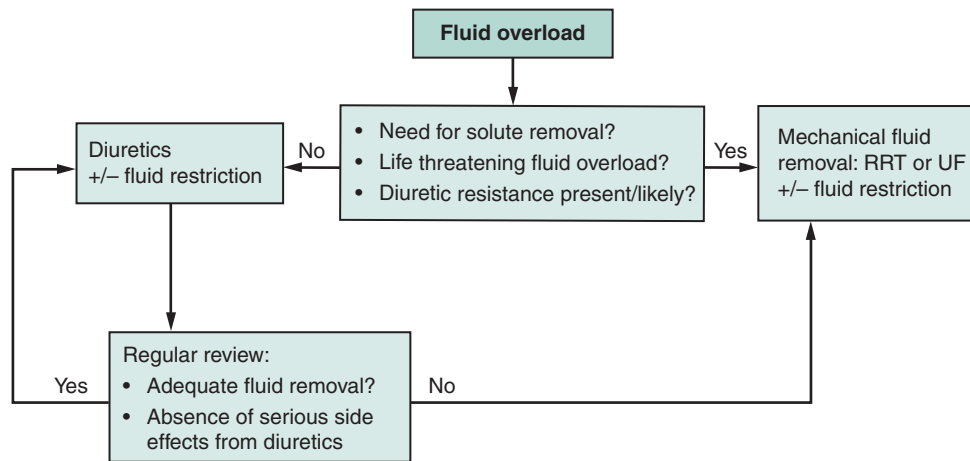 Fluid overload
• Need for solute removal?
• Life threatening fluid overload?
• Diuretic resistance present/likely?
No
Yes
Diuretics
+/– fluid restriction
Mechanical fluid
removal: RRT or UF
+/– fluid restriction
Regular review:
• Adequate fluid removal?
• Absence of serious side
effects from diuretics
Yes
No